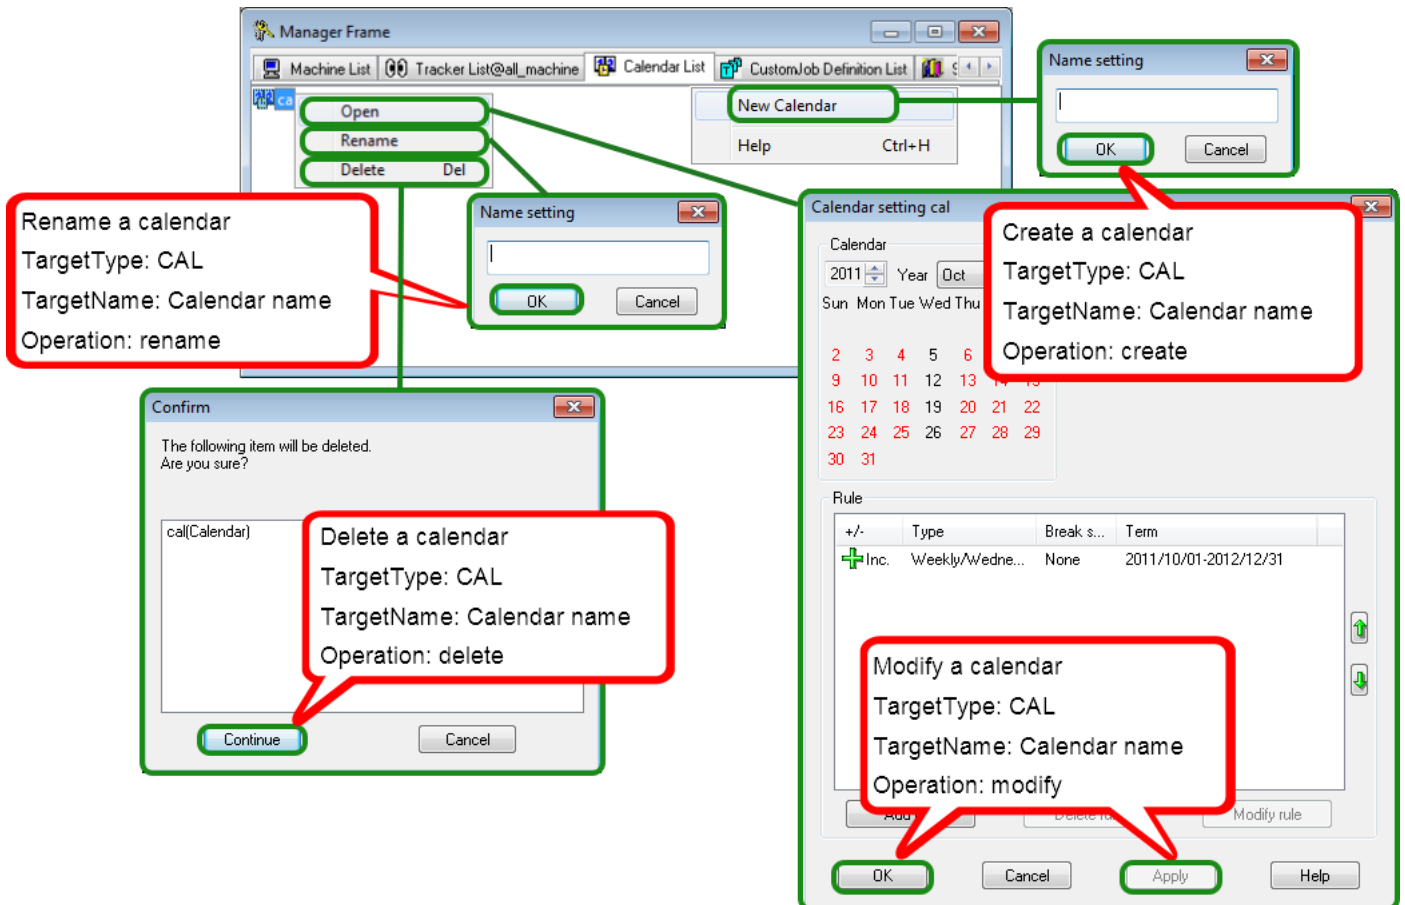 Manager Frame
Machine List
Tracker List@all_machine
Calendar List
CustomJob Definition List
ca
Open
Rename
Delete Del
New Calendar
Help Ctrl+H
Name setting
OK Cancel
Rename a calendar
TargetType: CAL
TargetName: Calendar name
Operation: rename
Name setting
OK Cancel
Create a calendar
TargetType: CAL
TargetName: Calendar name
Operation: create
Calendar setting cal
Calendar
2011 Year Oct
Sun Mon Tue Wed Thu
2 3 4 5 6
9 10 11 12 13
16 17 18 19 20 21 22
23 24 25 26 27 28 29
30 31
Rule
+/- Type Break s... Term
Inc. Weekly/Wedne... None 2011/10/01-2012/12/31
Modify a calendar
TargetType: CAL
TargetName: Calendar name
Operation: modify
Modify rule
OK Cancel Apply Help
Confirm
The following item will be deleted.
Are you sure?
cal(Calendar)
Delete a calendar
TargetType: CAL
TargetName: Calendar name
Operation: delete
Continue Cancel